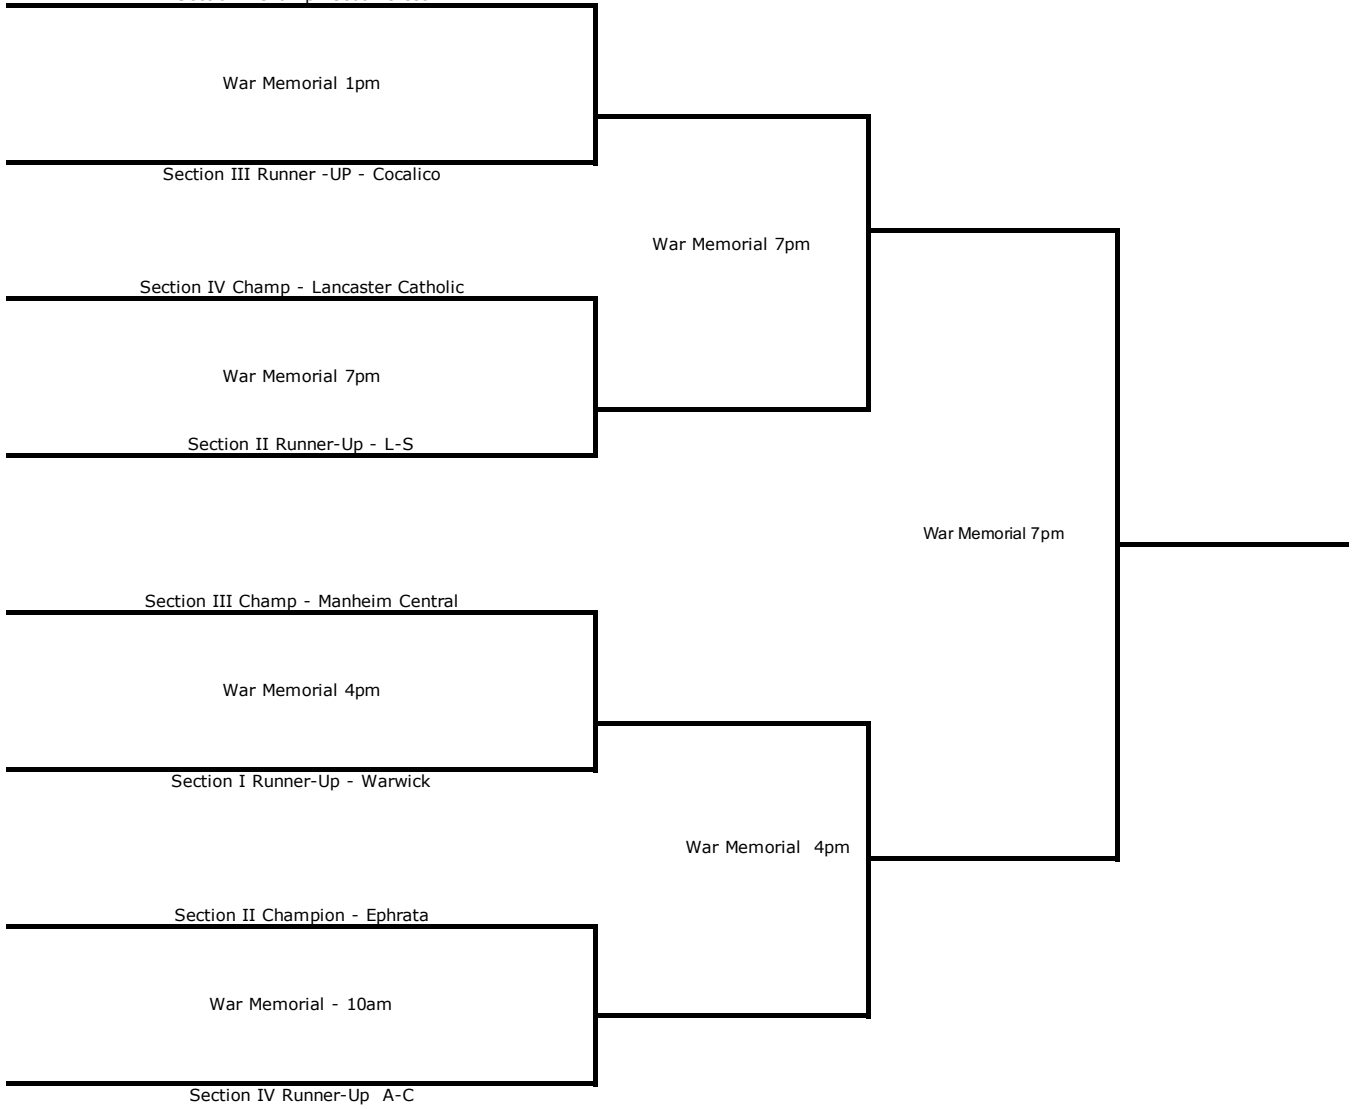 War Memorial 1pm
Section III Runner -UP - Cocalico
War Memorial 7pm
Section IV Champ - Lancaster Catholic
War Memorial 7pm
Section II Runner-Up - L-S
War Memorial 7pm
Section III Champ - Manheim Central
War Memorial 4pm
Section I Runner-Up - Warwick
War Memorial  4pm
Section II Champion - Ephrata
War Memorial - 10am
Section IV Runner-Up  A-C